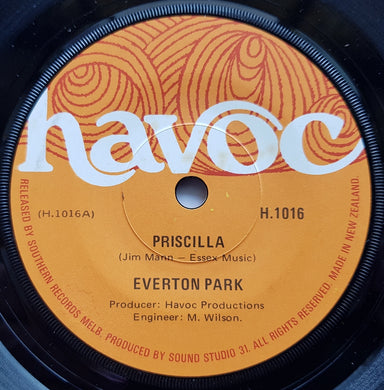 havoc
(H.1016A)
H.1016
PRISCILLA
(Jim Mann — Essex Music)
EVERTON PARK
Producer: Havoc Productions
Engineer: M. Wilson.
RELEASED BY SOUTHERN RECORDS MELB. PRODUCED BY SOUND STUDIO 31. ALL RIGHTS RESERVED. MADE IN NEW ZEALAND.